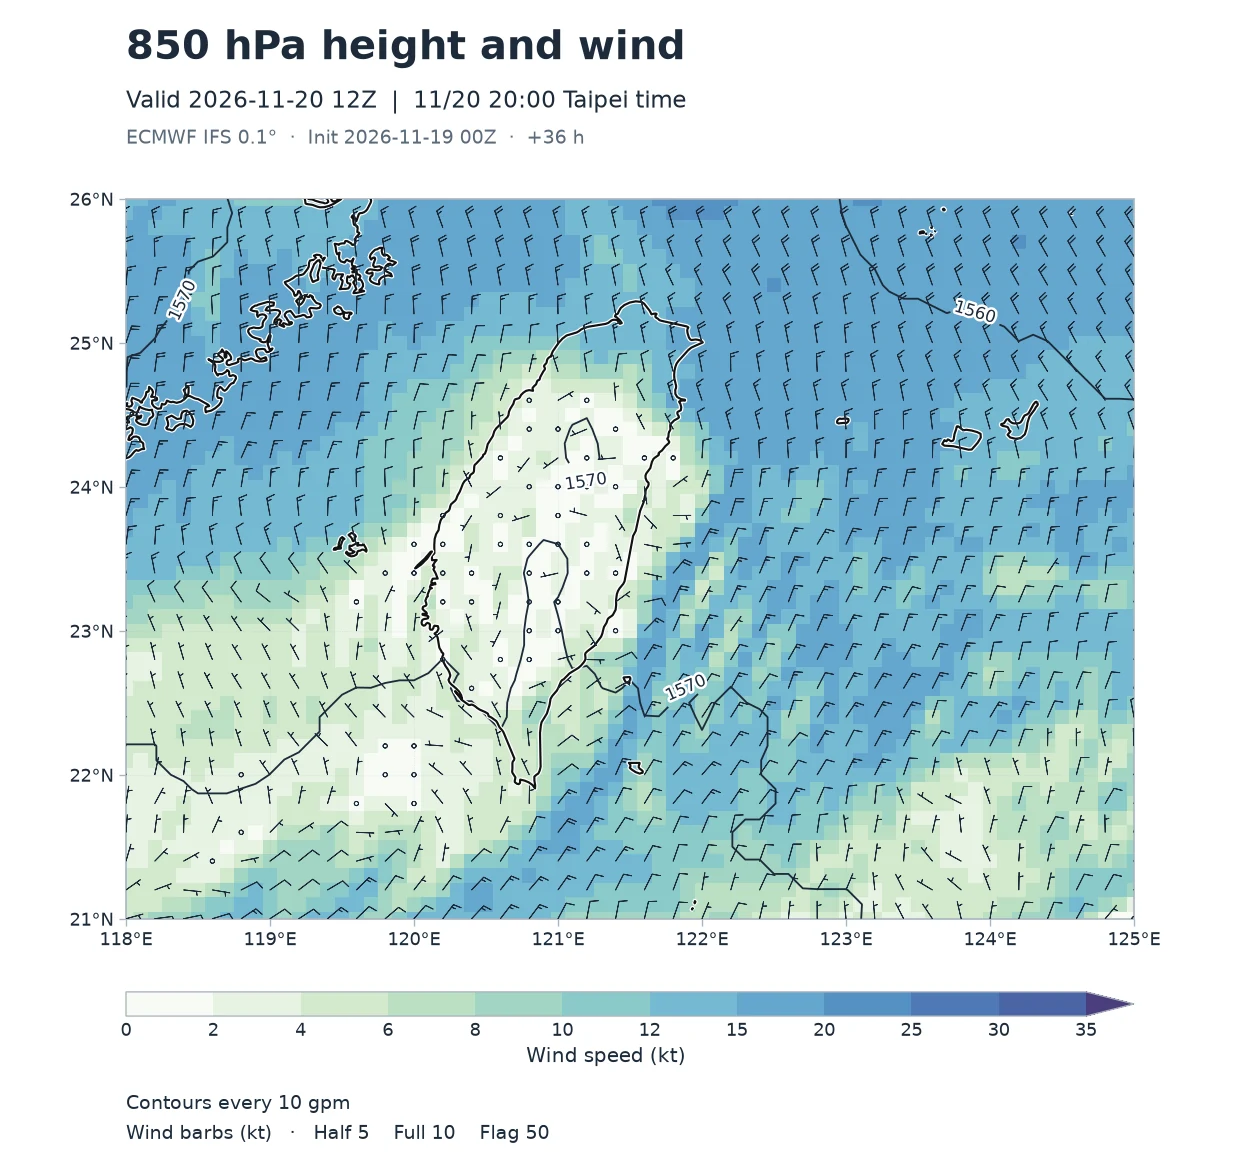 850 hPa height and wind
Valid 2026-11-20 12Z | 11/20 20:00 Taipei time
ECMWF IFS 0.1° · Init 2026-11-19 00Z · +36 h
26°N
25°N
24°N
23°N
22°N
21°N
1570
1560
1570
1570
118°E 119°E 120°E 121°E 122°E 123°E 124°E 125°E
0 2 4 6 8 10 12 15 20 25 30 35
Wind speed (kt)
Contours every 10 gpm
Wind barbs (kt) · Half 5 Full 10 Flag 50